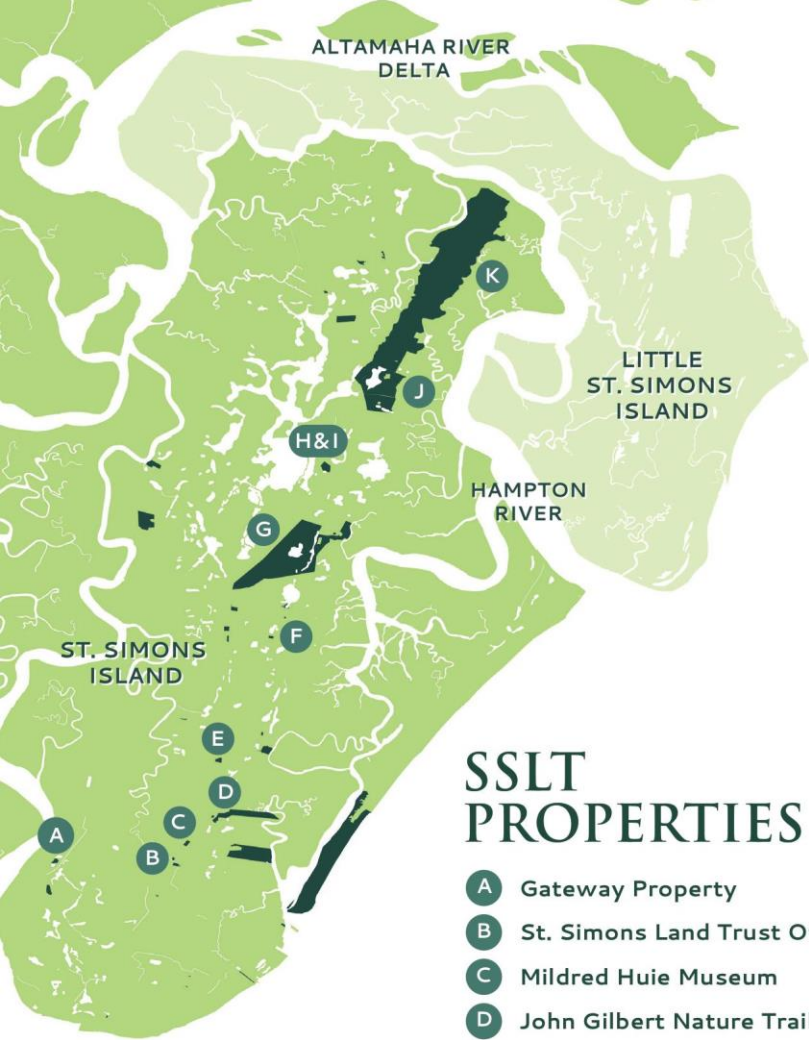 ALTAMAHA RIVER
DELTA
K
LITTLE
ST. SIMONS
ISLAND
J
H&I
HAMPTON
RIVER
G
F
ST. SIMONS
ISLAND
E
D
C
B
A
SSLT
PROPERTIES
A Gateway Property
B St. Simons Land Trust
C Mildred Huie Museum
D John Gilbert Nature Trail